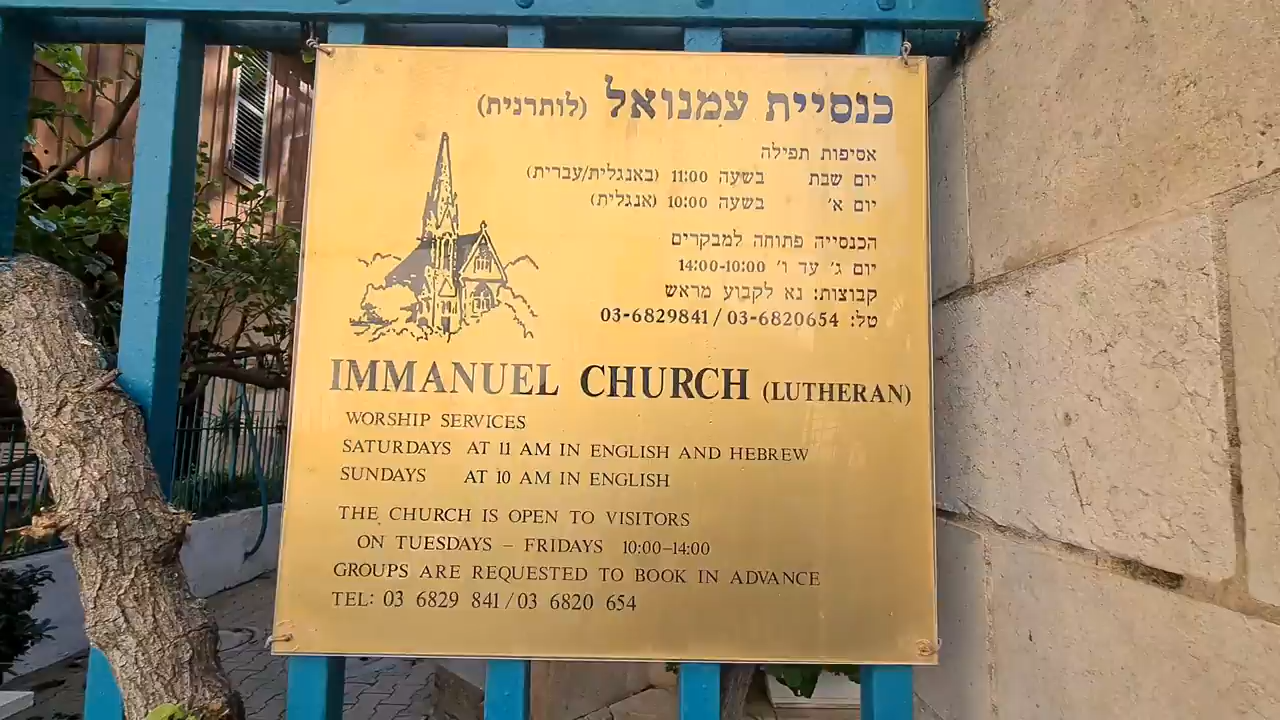 כנסיית עמנואל (לותרנית)
אסיפות תפילה
יום שבת בשעה 11:00 (באנגלית/עברית)
יום א' בשעה 10:00 (אנגלית)
הכנסייה פתוחה למבקרים
יום ג' עד ו' 14:00-10:00
קבוצות: נא לקבוע מראש
טל: 03-6829841 / 03-6820654
IMMANUEL CHURCH (LUTHERAN)
WORSHIP SERVICES
SATURDAYS AT 11 AM IN ENGLISH AND HEBREW
SUNDAYS AT 10 AM IN ENGLISH
THE CHURCH IS OPEN TO VISITORS
ON TUESDAYS – FRIDAYS 10:00–14:00
GROUPS ARE REQUESTED TO BOOK IN ADVANCE
TEL: 03 6829 841 / 03 6820 654